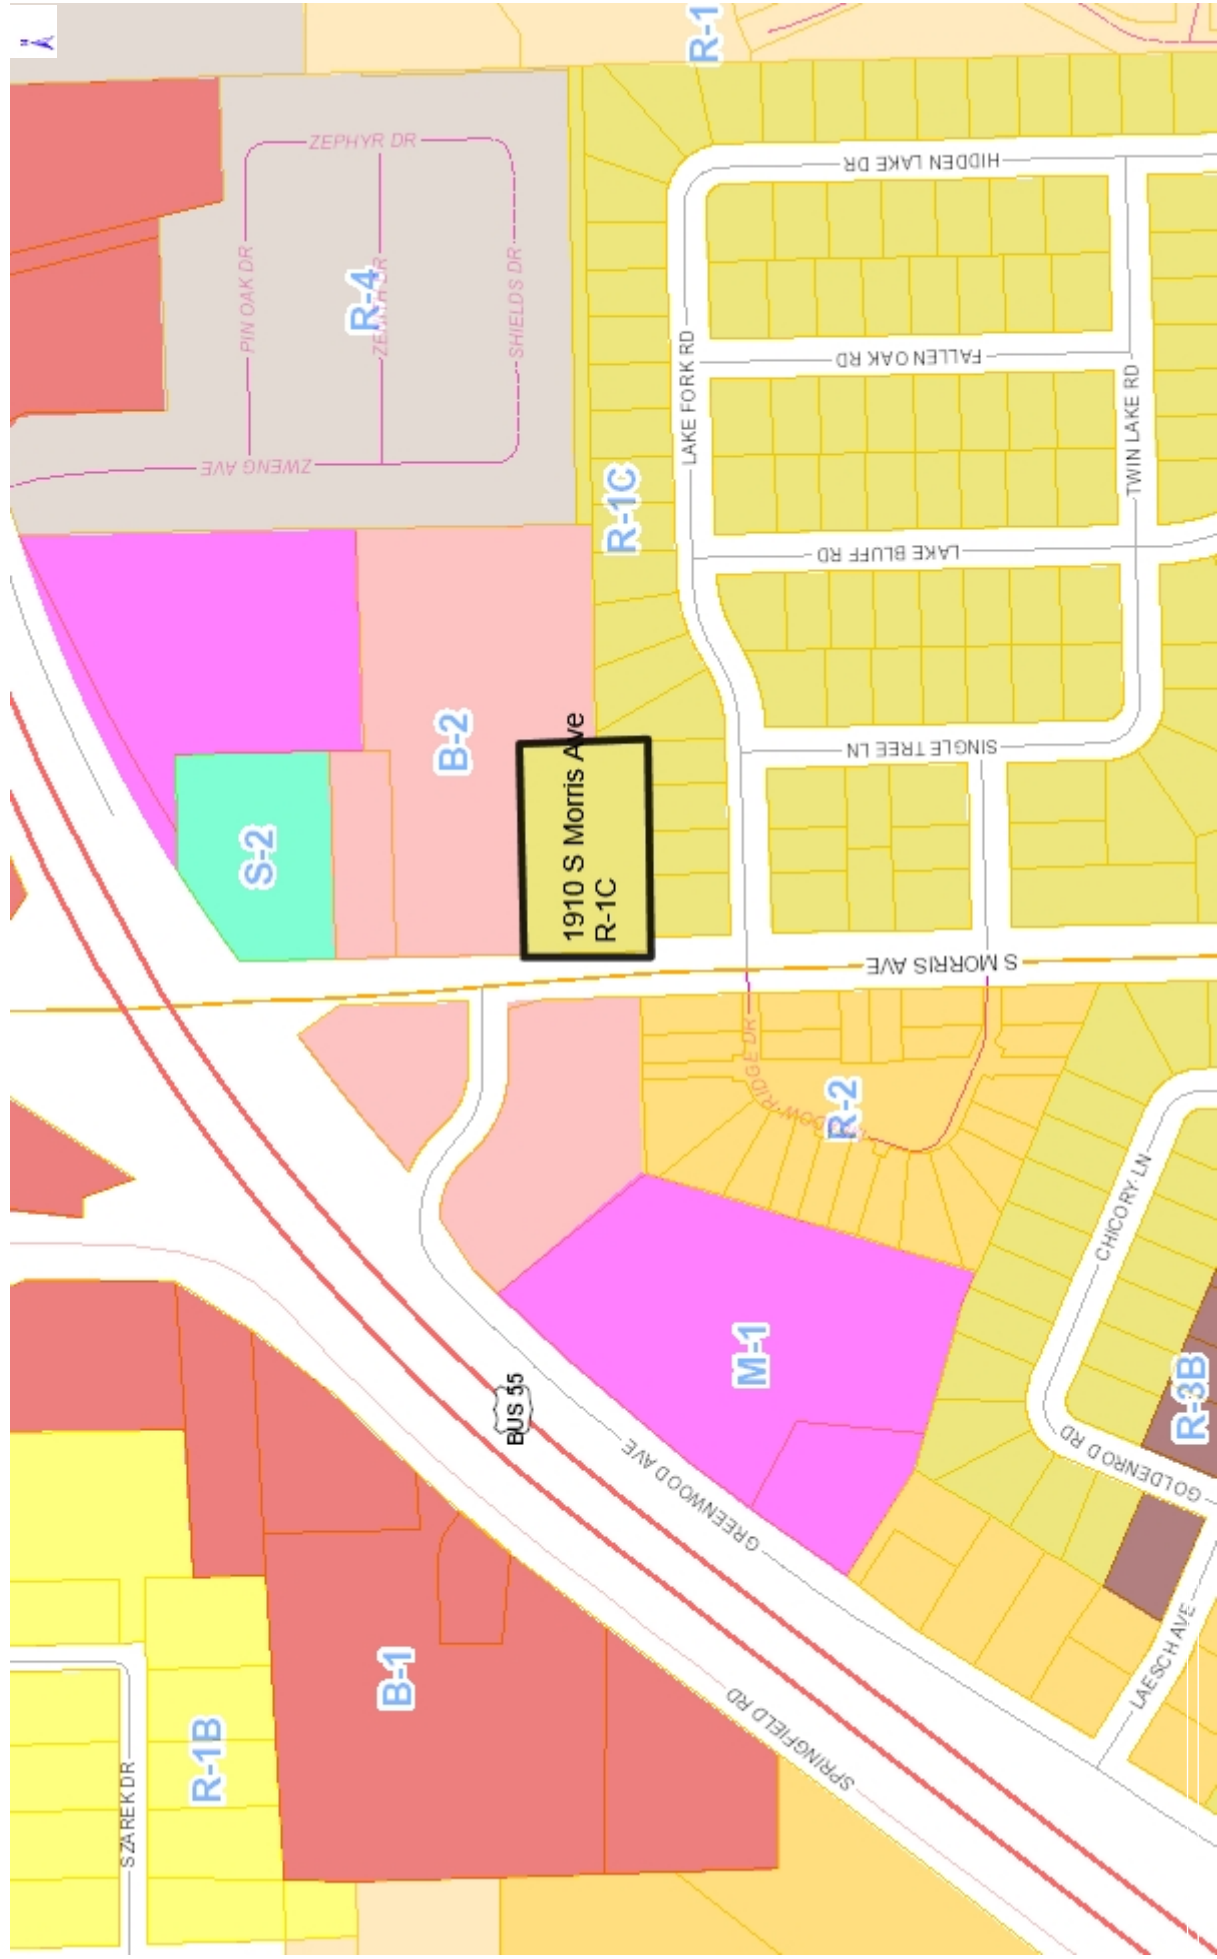 R-1
ZEPHYR DR
HIDDEN LAKE DR
PIN OAK DR
R-4
SHIELDS DR
LAKE FORK RD
FALLEN OAK RD
TWIN LAKE RD
ZWENG AVE
R-1C
LAKE BLUFF RD
B-2
1910 S Morris Ave
R-1C
SINGLE TREE LN
S-2
S MORRIS AVE
R-2
CHICORY LN
M-1
R-3B
BUS 55
GREENWOOD AVE
GOLDENROD RD
LAESCH AVE
B-1
SPRINGFIELD RD
R-1B
SZAREK DR